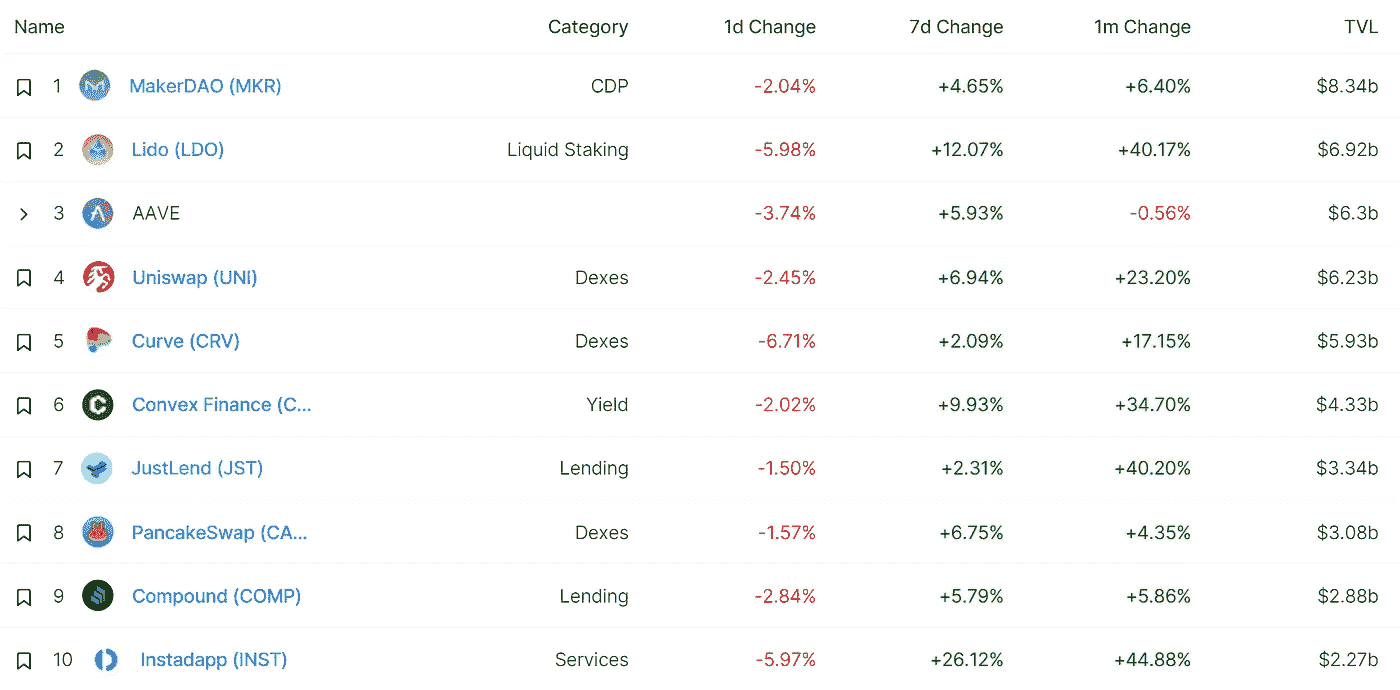 Name Category 1d Change 7d Change 1m Change TVL
1 MakerDAO (MKR) CDP -2.04% +4.65% +6.40% $8.34b
2 Lido (LDO) Liquid Staking -5.98% +12.07% +40.17% $6.92b
3 AAVE -3.74% +5.93% -0.56% $6.3b
4 Uniswap (UNI) Dexes -2.45% +6.94% +23.20% $6.23b
5 Curve (CRV) Dexes -6.71% +2.09% +17.15% $5.93b
6 Convex Finance (C... Yield -2.02% +9.93% +34.70% $4.33b
7 JustLend (JST) Lending -1.50% +2.31% +40.20% $3.34b
8 PancakeSwap (CA... Dexes -1.57% +6.75% +4.35% $3.08b
9 Compound (COMP) Lending -2.84% +5.79% +5.86% $2.88b
10 Instadapp (INST) Services -5.97% +26.12% +44.88% $2.27b